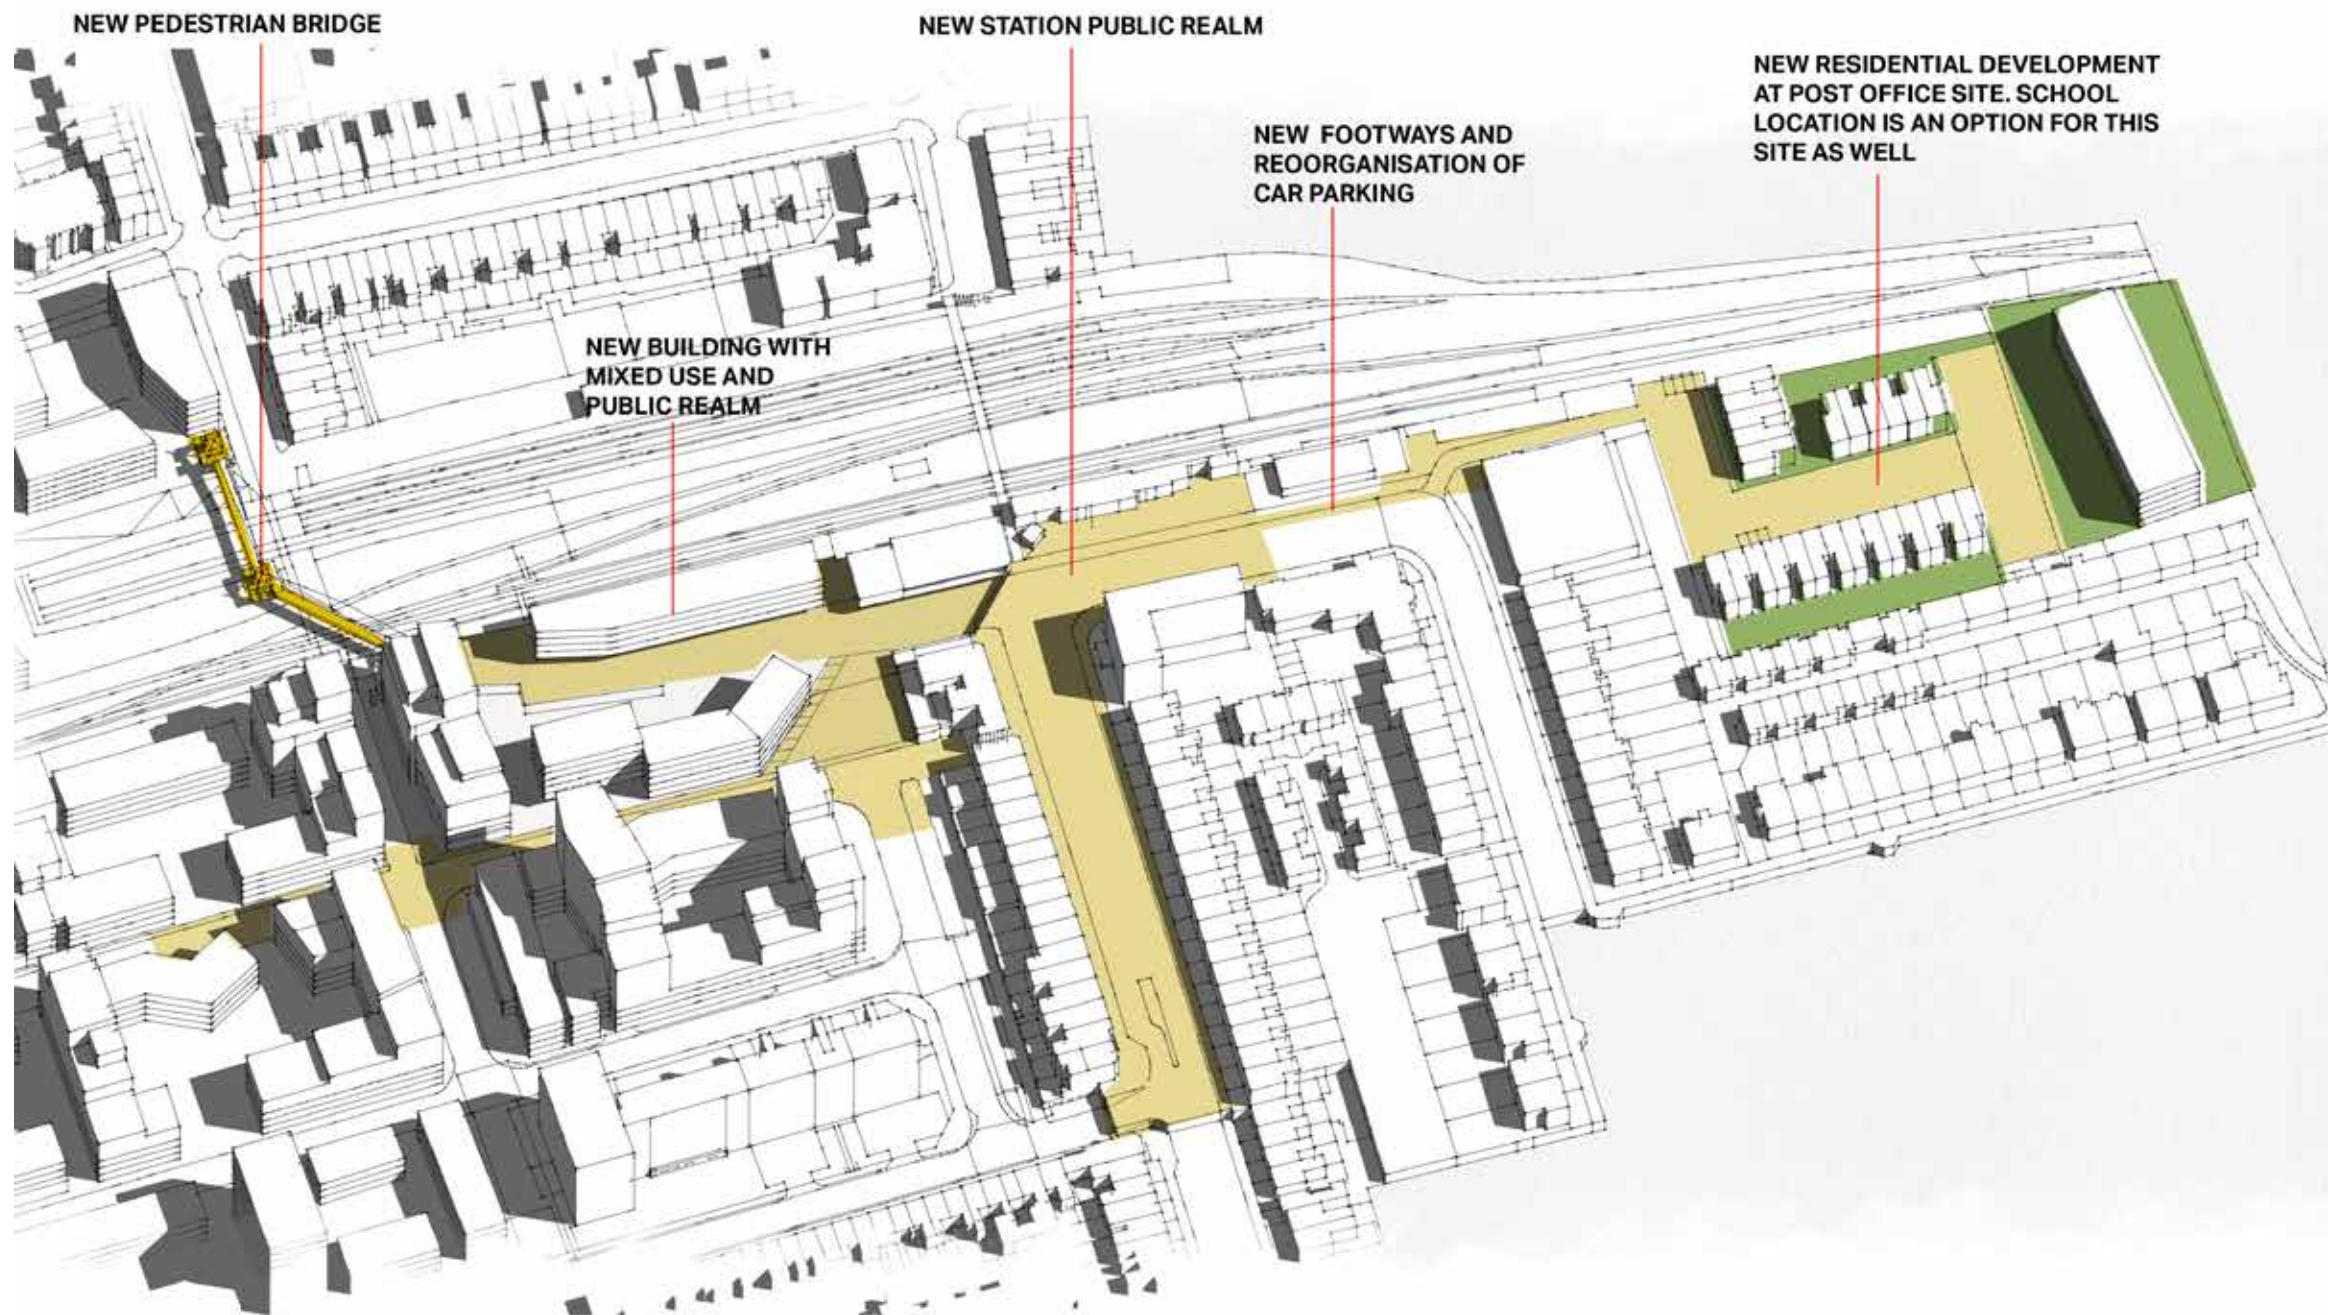 NEW PEDESTRIAN BRIDGE
NEW STATION PUBLIC REALM
NEW RESIDENTIAL DEVELOPMENT
AT POST OFFICE SITE. SCHOOL
LOCATION IS AN OPTION FOR THIS
SITE AS WELL
NEW FOOTWAYS AND
REOORGANISATION OF
CAR PARKING
NEW BUILDING WITH
MIXED USE AND
PUBLIC REALM